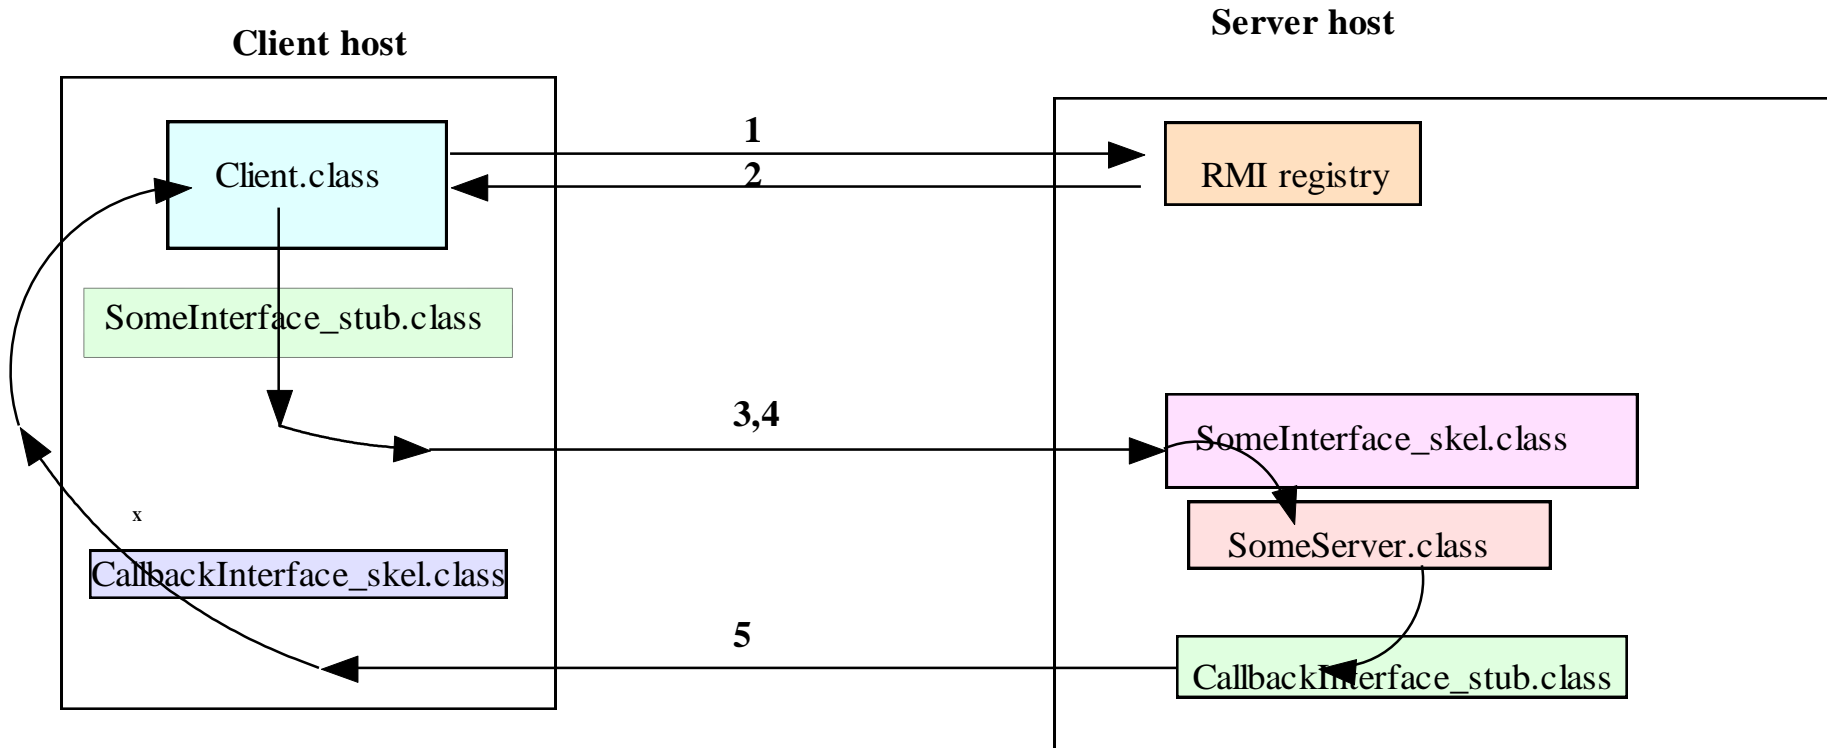 Server host
Client host
1
Client.class
2
RMI registry
SomeInterface_stub.class
3,4
SomeInterface_skel.class
x
SomeServer.class
CallbackInterface_skel.class
5
CallbackInterface_stub.class